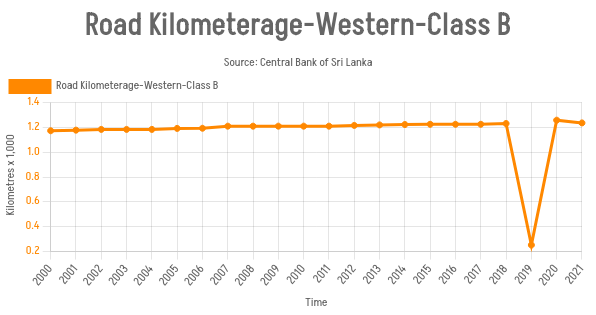 Road Kilometerage-Western-Class B
Source: Central Bank of Sri Lanka
Road Kilometerage-Western-Class B
Kilometres x 1,000
1.4
1.2
1.0
0.8
0.6
0.4
0.2
2000 2001 2002 2003 2004 2005 2006 2007 2008 2009 2010 2011 2012 2013 2014 2015 2016 2017 2018 2019 2020 2021
Time